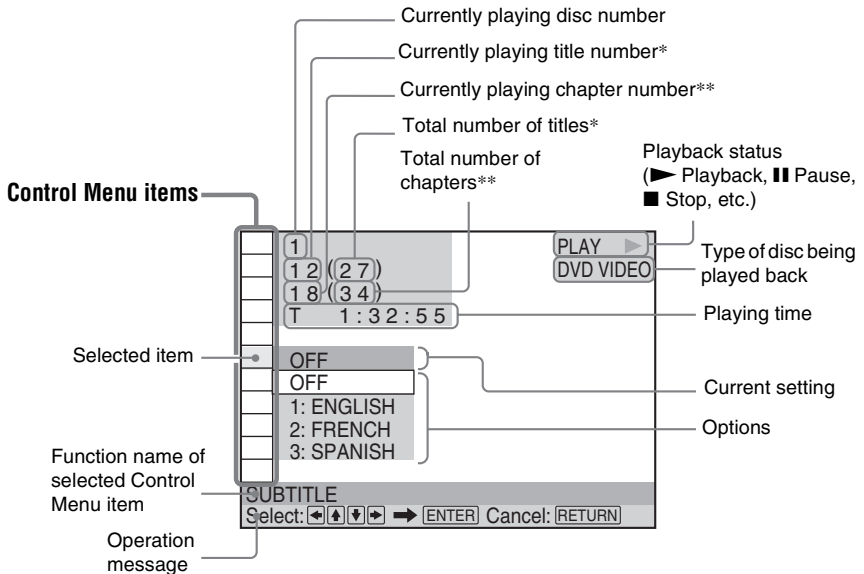 Currently playing disc number
Currently playing title number*
Currently playing chapter number**
Total number of titles*
Total number of
chapters**
Playback status
(► Playback, ❚❚ Pause,
■ Stop, etc.)
Control Menu items
1
12(27)
18(34)
T 1:32:55
PLAY ►
DVD VIDEO
Type of disc being
played back
Playing time
Selected item
OFF
OFF
1: ENGLISH
2: FRENCH
3: SPANISH
Current setting
Options
Function name of
selected Control
Menu item
SUBTITLE
Select: ←↑↓→ ➡ ENTER Cancel: RETURN
Operation
message